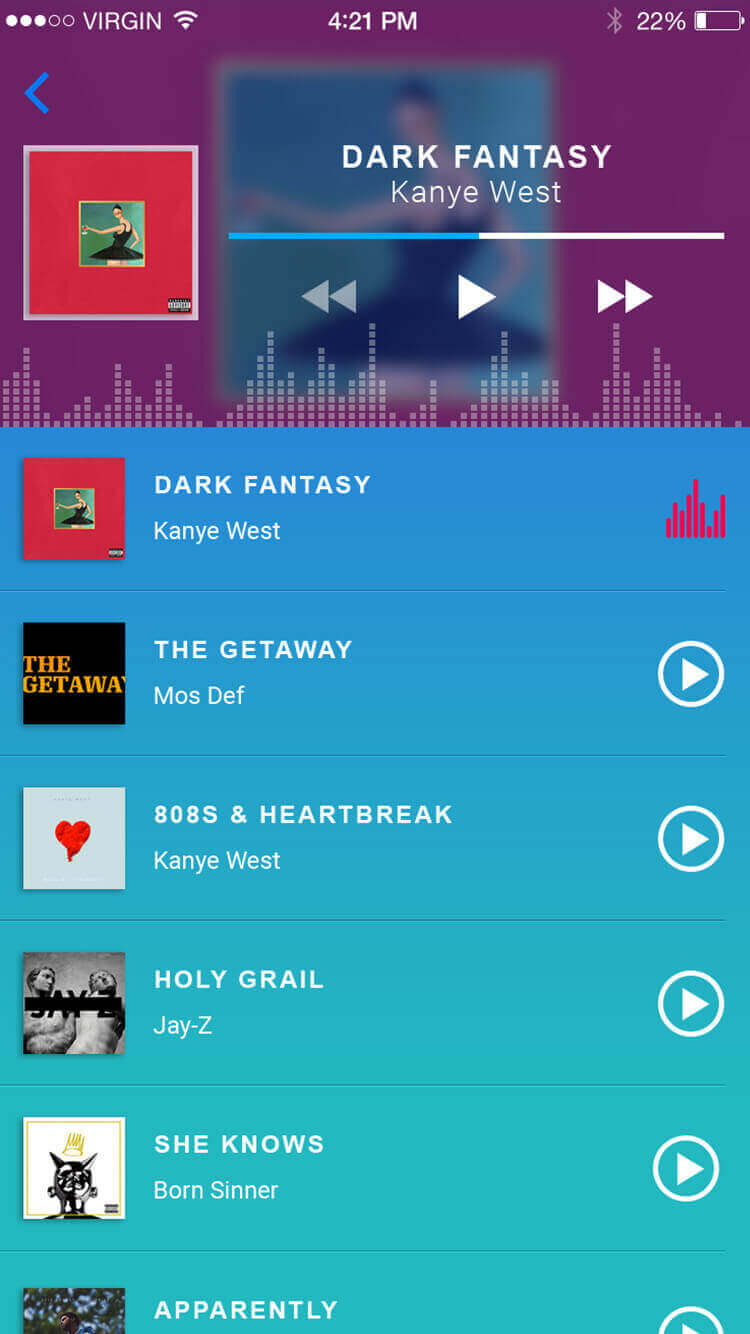 VIRGIN
4:21 PM
22%
DARK FANTASY
Kanye West
DARK FANTASY
Kanye West
THE GETAWAY
Mos Def
THE
GETAWAY
808S & HEARTBREAK
Kanye West
HOLY GRAIL
Jay-Z
JAY-Z
SHE KNOWS
Born Sinner
APPARENTLY